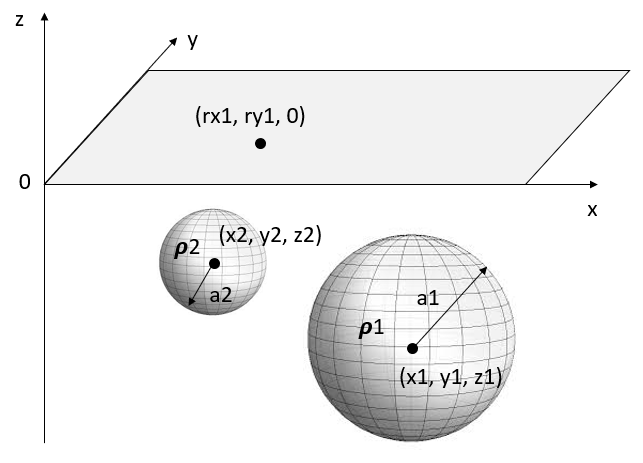 z
y
(rx1, ry1, 0)
0
x
(x2, y2, z2)
ρ2
a2
a1
ρ1
(x1, y1, z1)